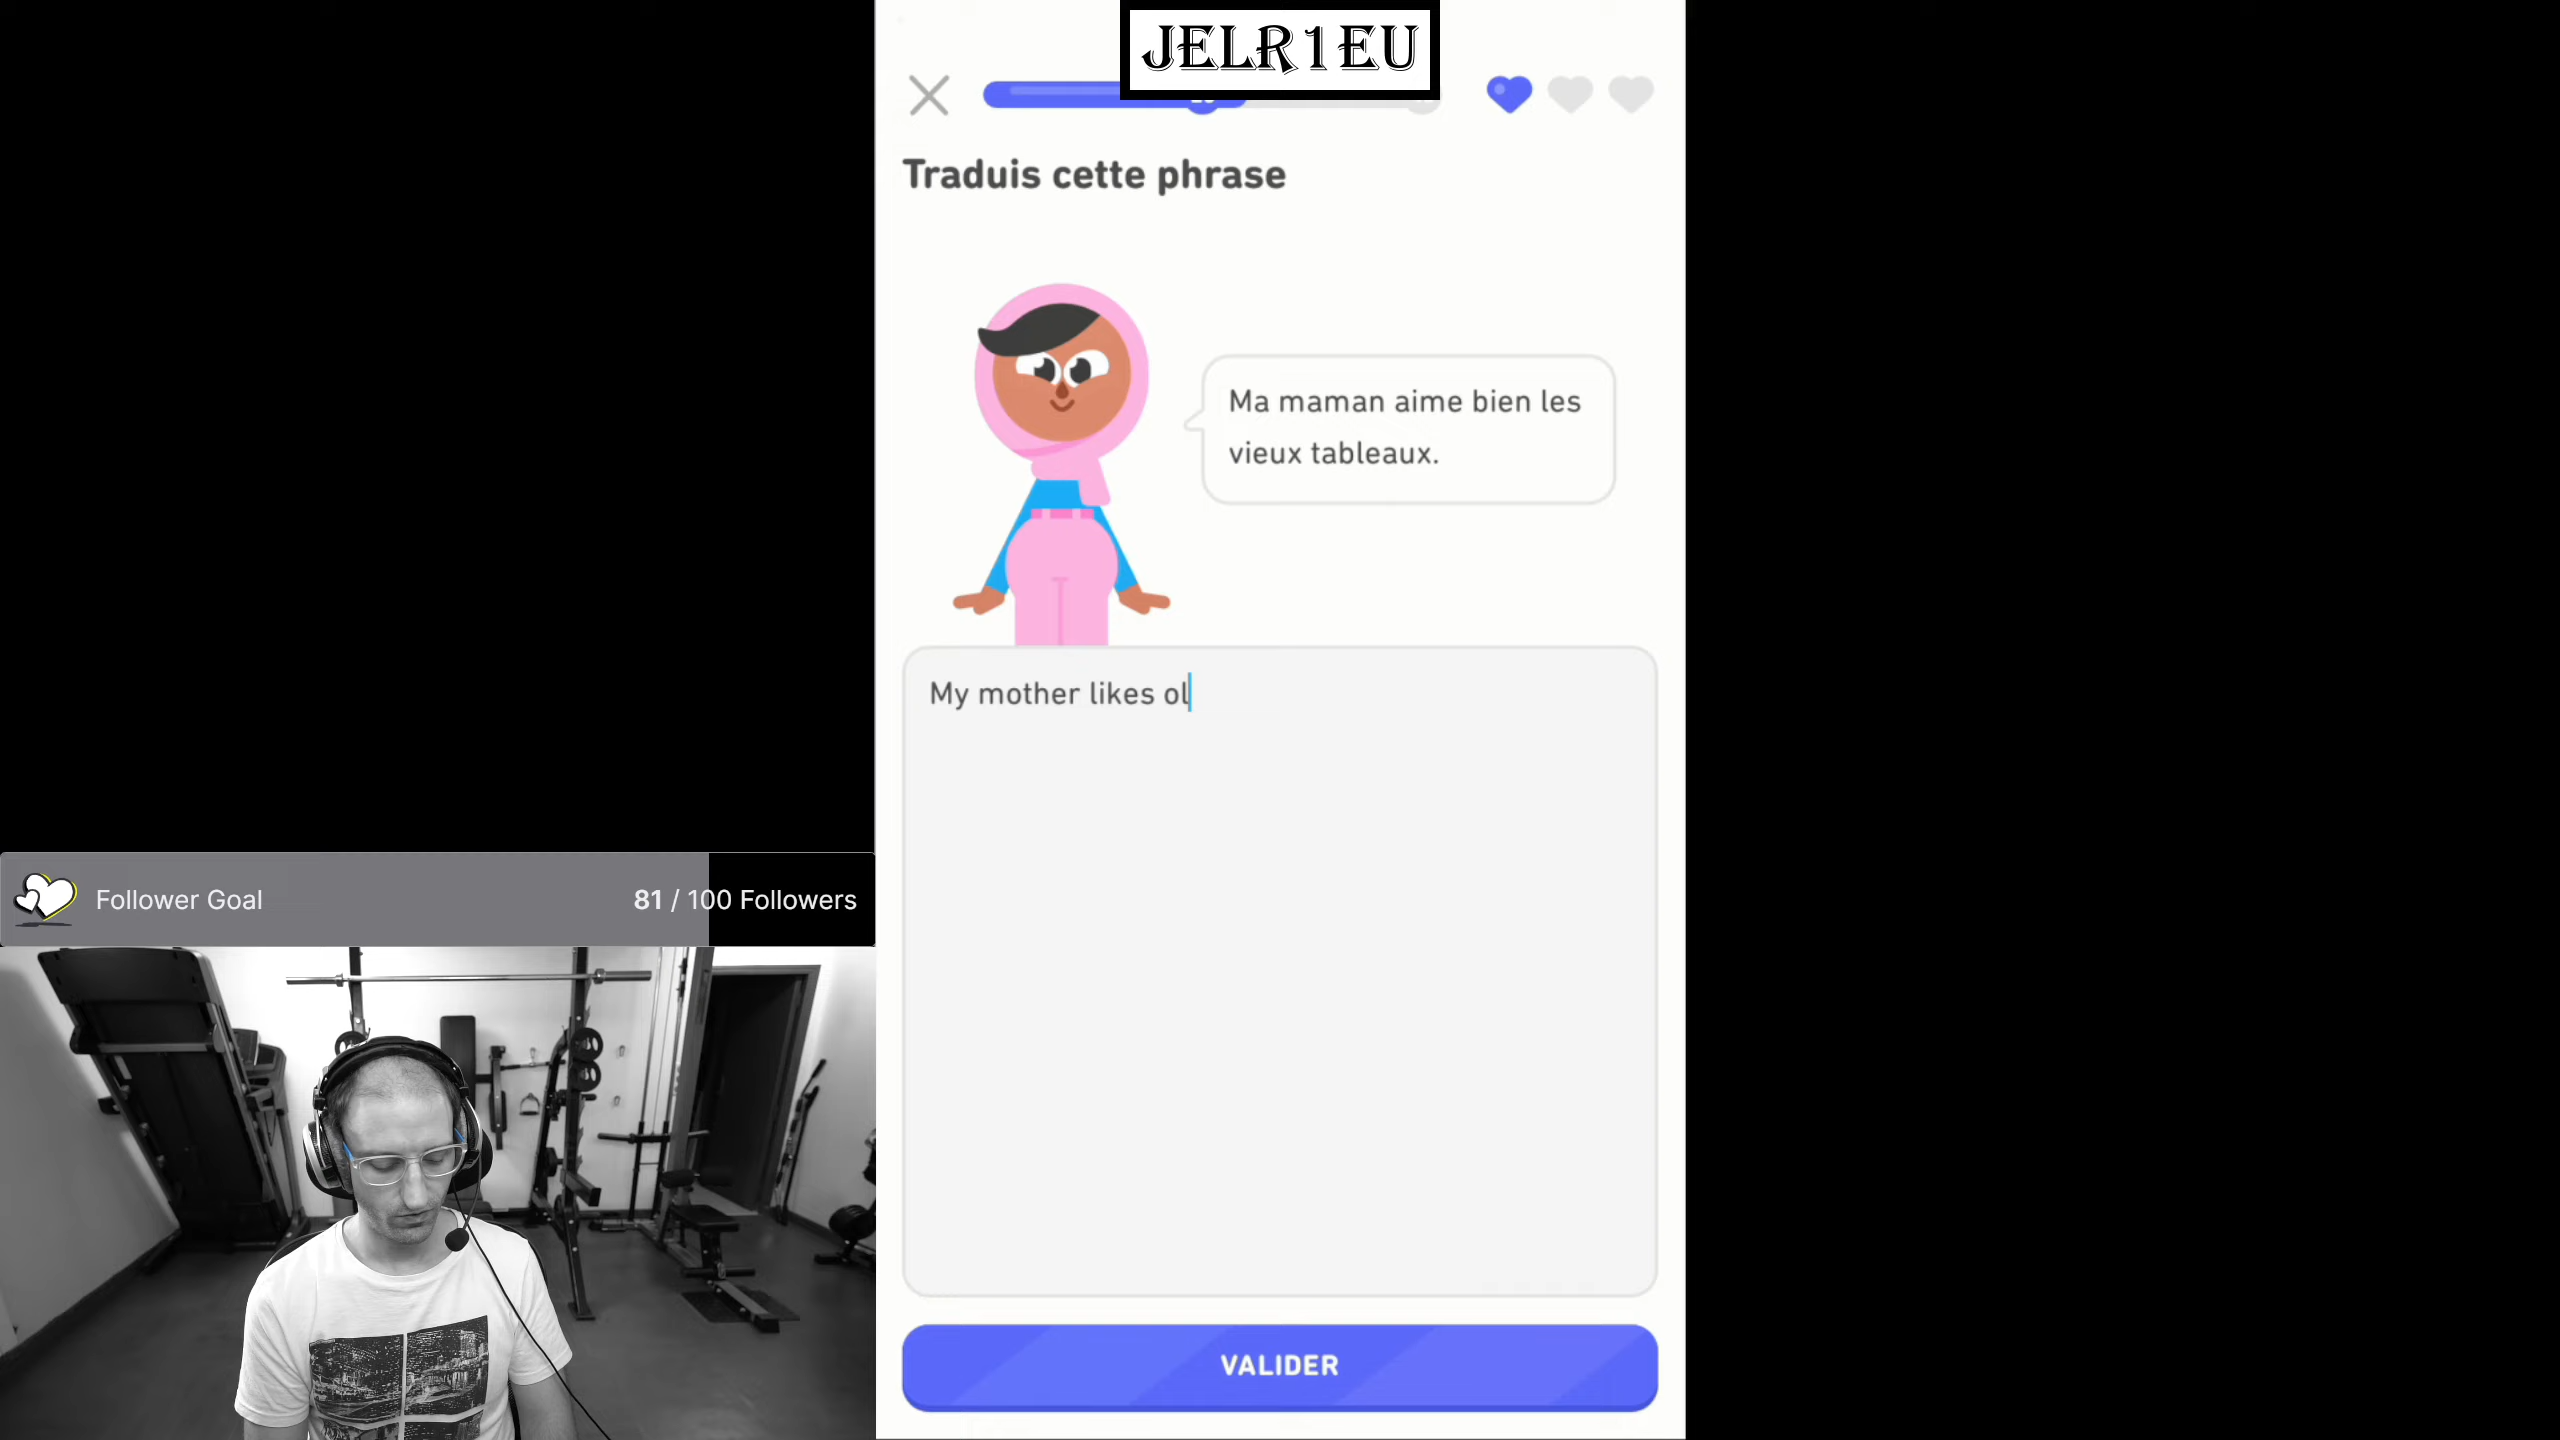 JELR1EU
Traduis cette phrase
Ma maman aime bien les
vieux tableaux.
My mother likes ol
Follower Goal
81 / 100 Followers
VALIDER